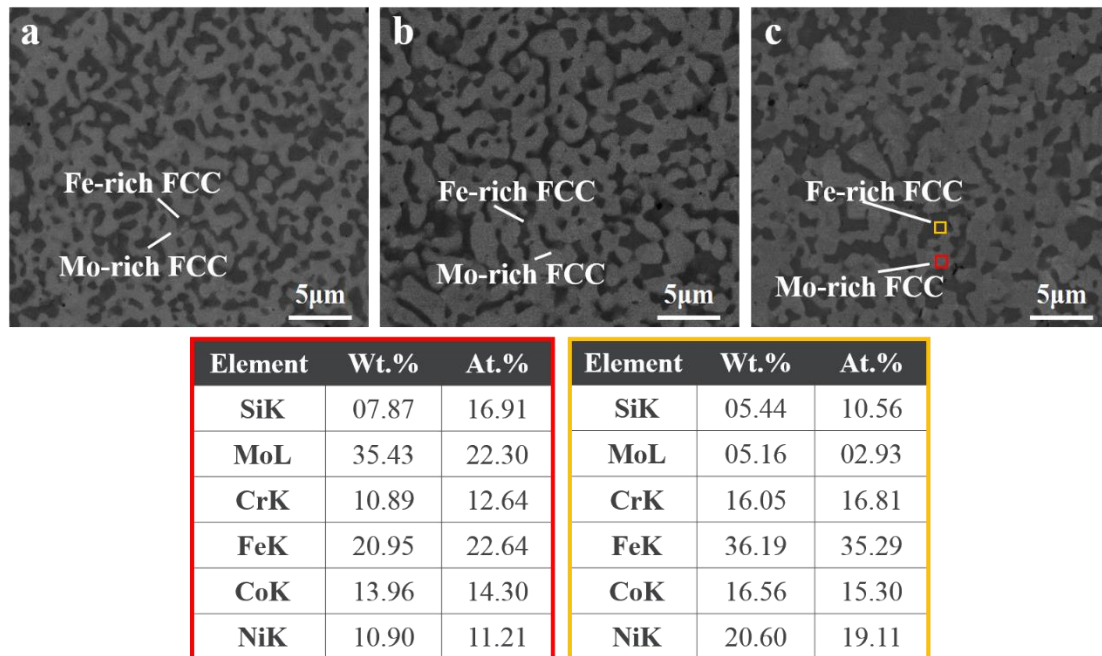 a
Fe-rich FCC
Mo-rich FCC
5μm
b
Fe-rich FCC
Mo-rich FCC
5μm
c
Fe-rich FCC
Mo-rich FCC
5μm
Element Wt.% At.%
SiK 07.87 16.91
MoL 35.43 22.30
CrK 10.89 12.64
FeK 20.95 22.64
CoK 13.96 14.30
NiK 10.90 11.21
Element Wt.% At.%
SiK 05.44 10.56
MoL 05.16 02.93
CrK 16.05 16.81
FeK 36.19 35.29
CoK 16.56 15.30
NiK 20.60 19.11